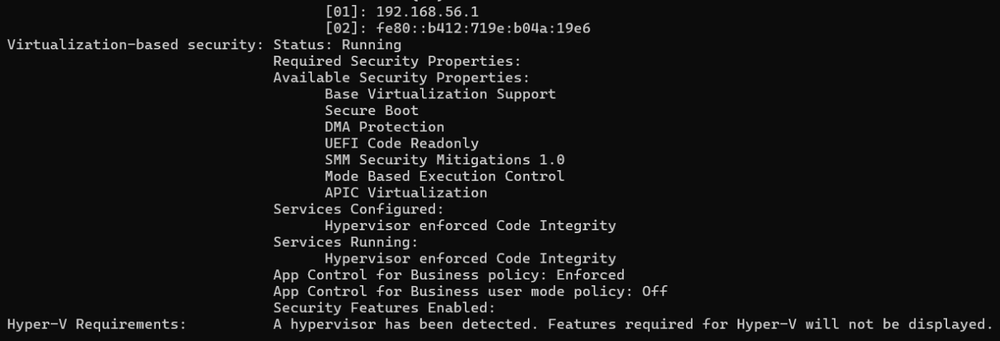 [01]: 192.168.56.1
[02]: fe80::b412:719e:b04a:19e6
Virtualization-based security: Status: Running
Required Security Properties:
Available Security Properties:
Base Virtualization Support
Secure Boot
DMA Protection
UEFI Code Readonly
SMM Security Mitigations 1.0
Mode Based Execution Control
APIC Virtualization
Services Configured:
Hypervisor enforced Code Integrity
Services Running:
Hypervisor enforced Code Integrity
App Control for Business policy: Enforced
App Control for Business user mode policy: Off
Security Features Enabled:
Hyper-V Requirements: A hypervisor has been detected. Features required for Hyper-V will not be displayed.